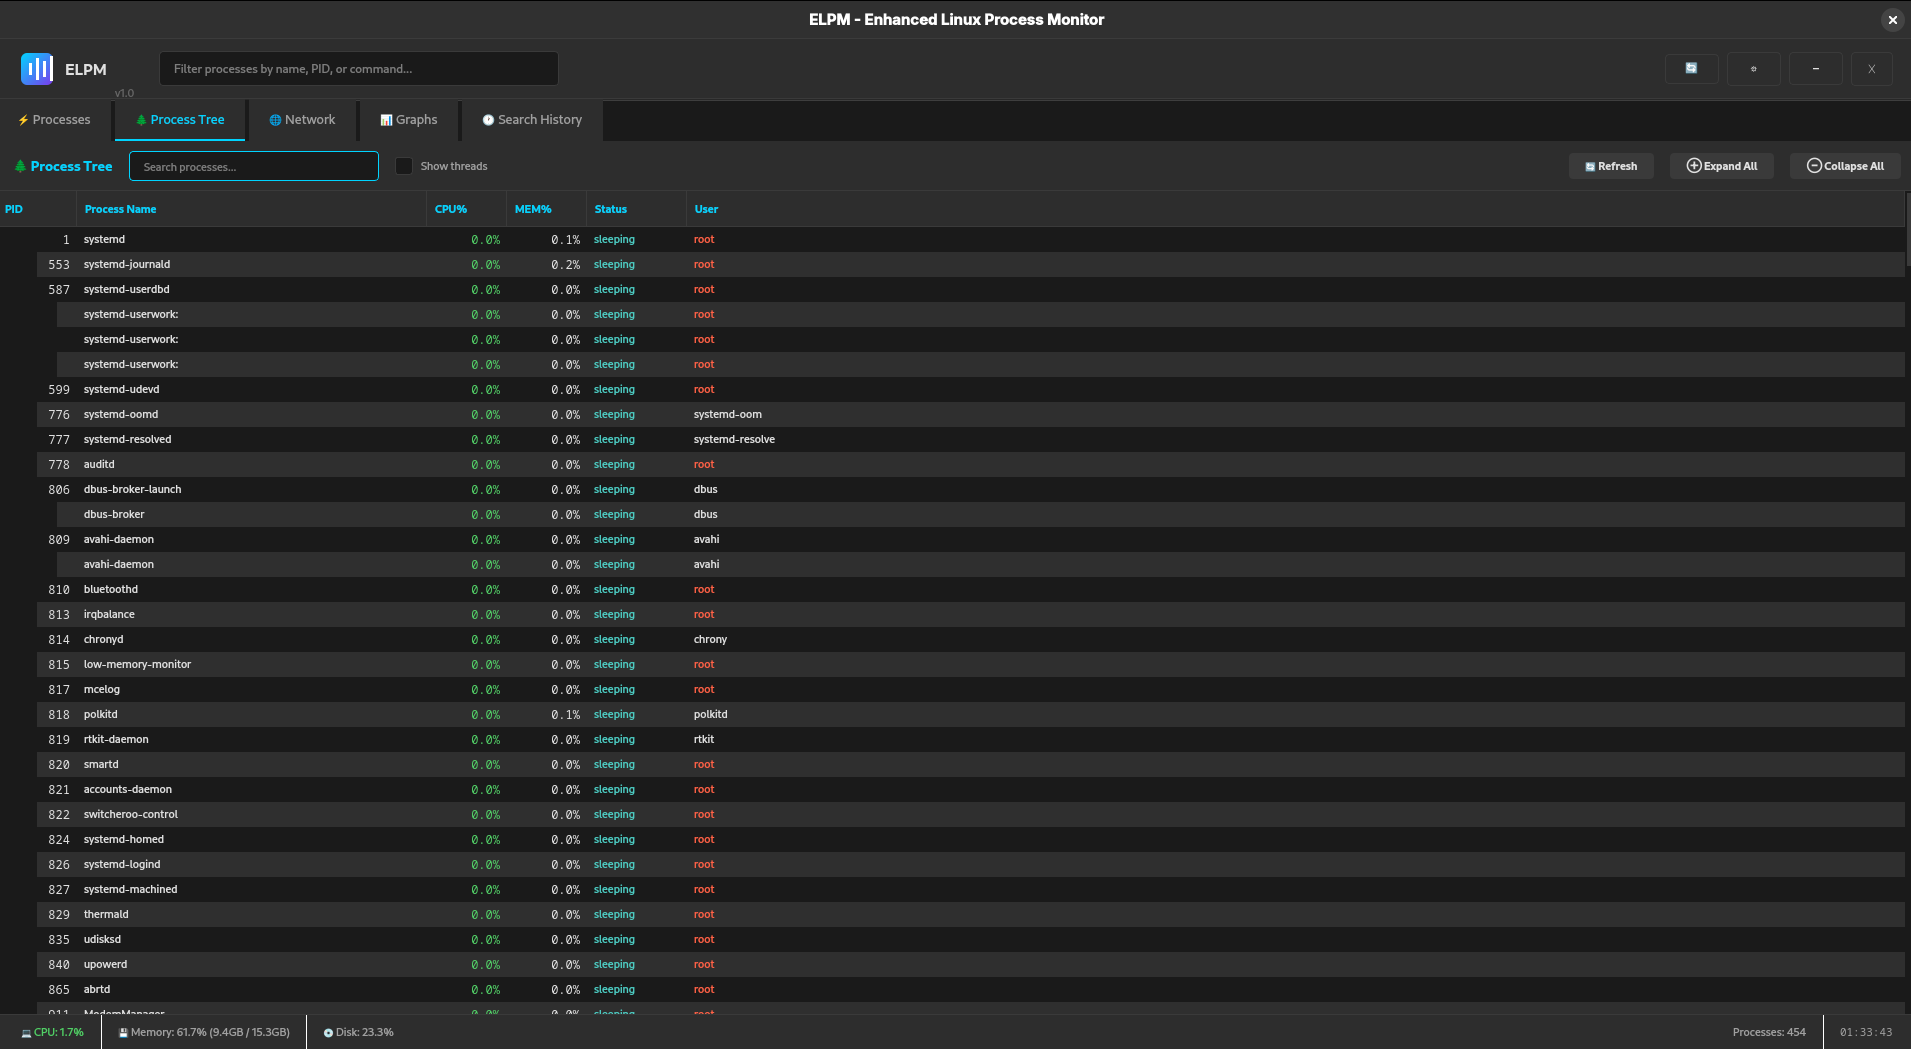 ELPM - Enhanced Linux Process Monitor
ELPM v1.0 Filter processes by name, PID, or command... – X
Processes Process Tree Network Graphs Search History
Process Tree Search processes... Show threads Refresh Expand All Collapse All
PID Process Name CPU% MEM% Status User
1 systemd 0.0% 0.1% sleeping root
553 systemd-journald 0.0% 0.2% sleeping root
587 systemd-userdbd 0.0% 0.0% sleeping root
systemd-userwork: 0.0% 0.0% sleeping root
systemd-userwork: 0.0% 0.0% sleeping root
systemd-userwork: 0.0% 0.0% sleeping root
599 systemd-udevd 0.0% 0.0% sleeping root
776 systemd-oomd 0.0% 0.0% sleeping systemd-oom
777 systemd-resolved 0.0% 0.0% sleeping systemd-resolve
778 auditd 0.0% 0.0% sleeping root
806 dbus-broker-launch 0.0% 0.0% sleeping dbus
dbus-broker 0.0% 0.0% sleeping dbus
809 avahi-daemon 0.0% 0.0% sleeping avahi
avahi-daemon 0.0% 0.0% sleeping avahi
810 bluetoothd 0.0% 0.0% sleeping root
813 irqbalance 0.0% 0.0% sleeping root
814 chronyd 0.0% 0.0% sleeping chrony
815 low-memory-monitor 0.0% 0.0% sleeping root
817 mcelog 0.0% 0.0% sleeping root
818 polkitd 0.0% 0.1% sleeping polkitd
819 rtkit-daemon 0.0% 0.0% sleeping rtkit
820 smartd 0.0% 0.0% sleeping root
821 accounts-daemon 0.0% 0.0% sleeping root
822 switcheroo-control 0.0% 0.0% sleeping root
824 systemd-homed 0.0% 0.0% sleeping root
826 systemd-logind 0.0% 0.0% sleeping root
827 systemd-machined 0.0% 0.0% sleeping root
829 thermald 0.0% 0.0% sleeping root
835 udisksd 0.0% 0.0% sleeping root
840 upowerd 0.0% 0.0% sleeping root
865 abrtd 0.0% 0.0% sleeping root
911 ModemManager 0.0% 0.0% sleeping root
CPU: 1.7% Memory: 61.7% (9.4GB / 15.3GB) Disk: 23.3% Processes: 454 01:33:43